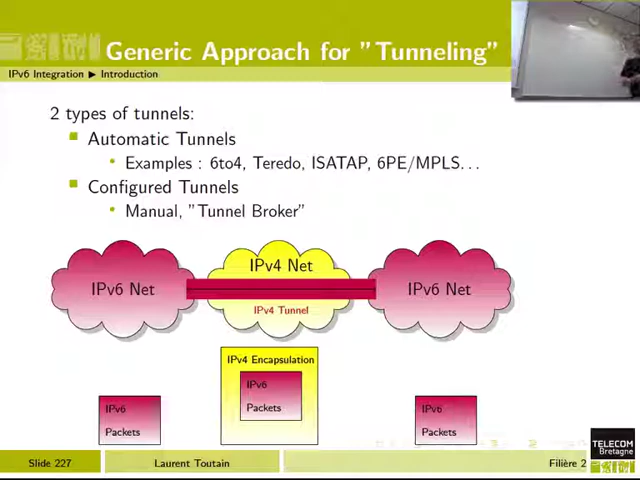 Generic Approach for "Tunneling"
IPv6 Integration ▶ Introduction
2 types of tunnels:
Automatic Tunnels
Examples : 6to4, Teredo, ISATAP, 6PE/MPLS...
Configured Tunnels
Manual, "Tunnel Broker"
IPv6 Net
IPv4 Net
IPv6 Net
IPv4 Tunnel
IPv4 Encapsulation
IPv6
Packets
IPv6
Packets
IPv6
Packets
TELECOM
Bretagne
Slide 227
Laurent Toutain
Filière 2